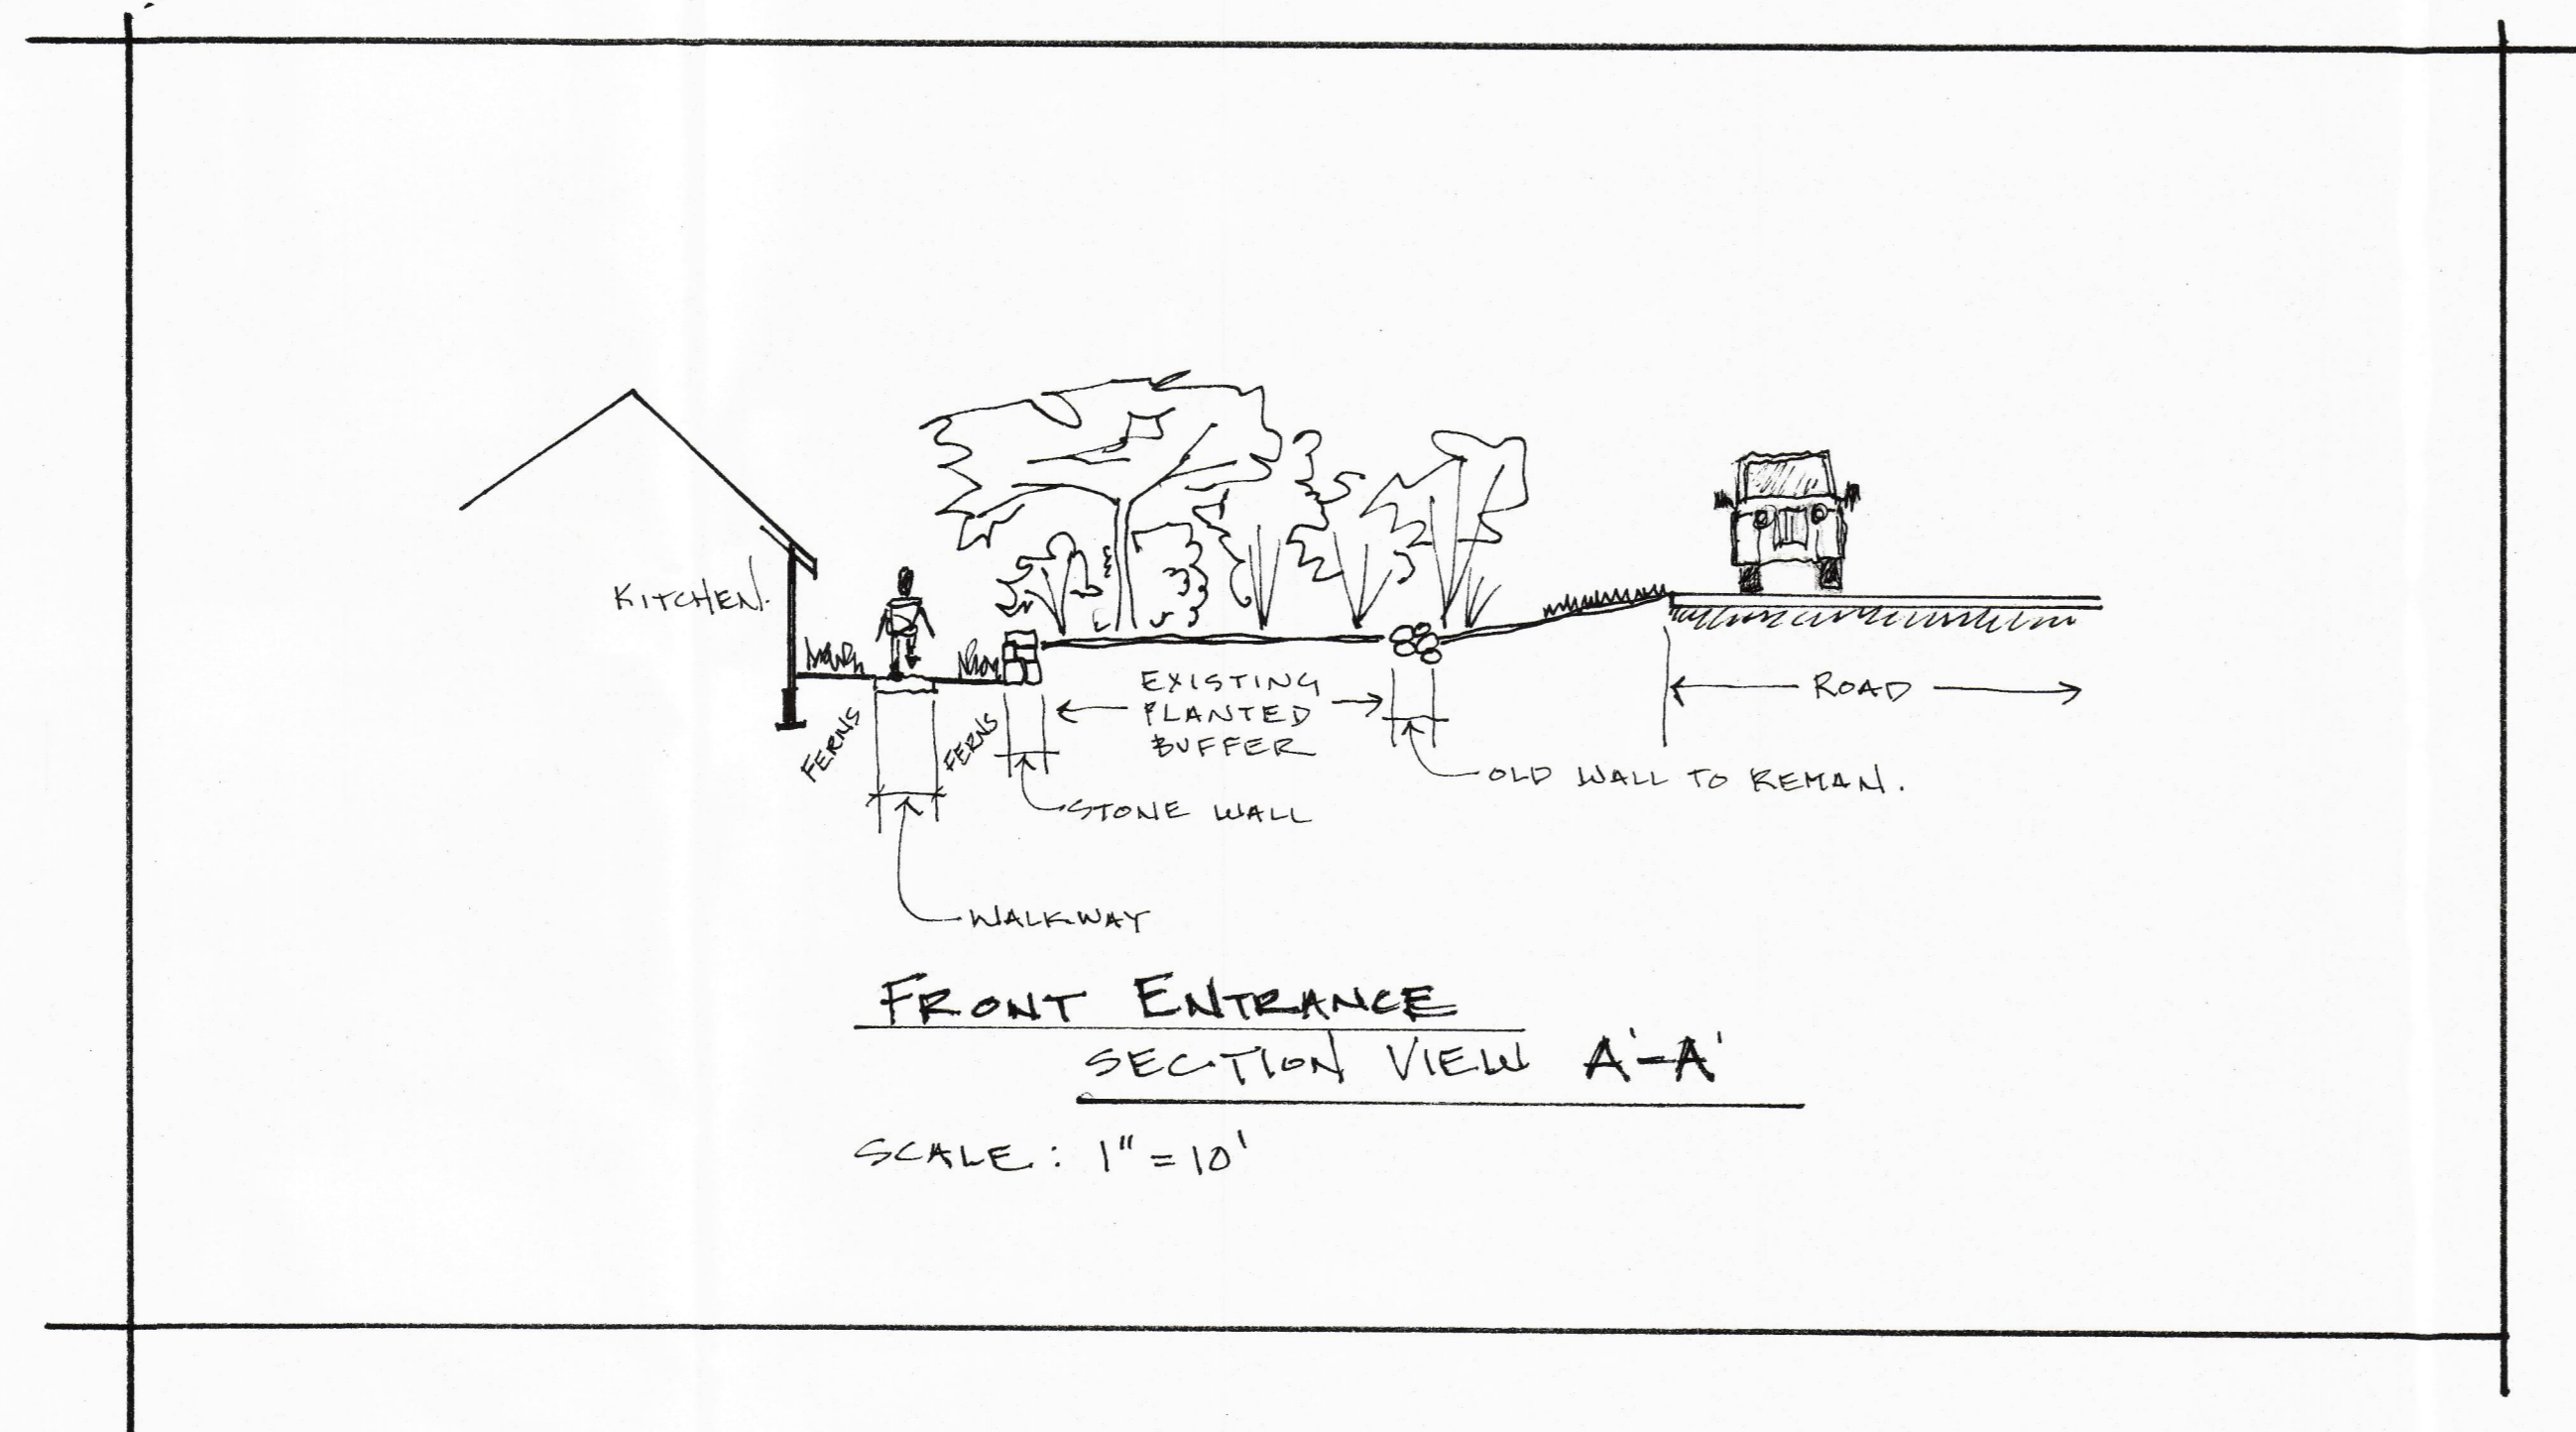 KITCHEN.
FERNS
FERNS
EXISTING
PLANTED
BUFFER
ROAD
OLD WALL TO REMAN.
STONE WALL
WALKWAY
FRONT ENTRANCE
SECTION VIEW A'-A'
SCALE: 1" = 10'